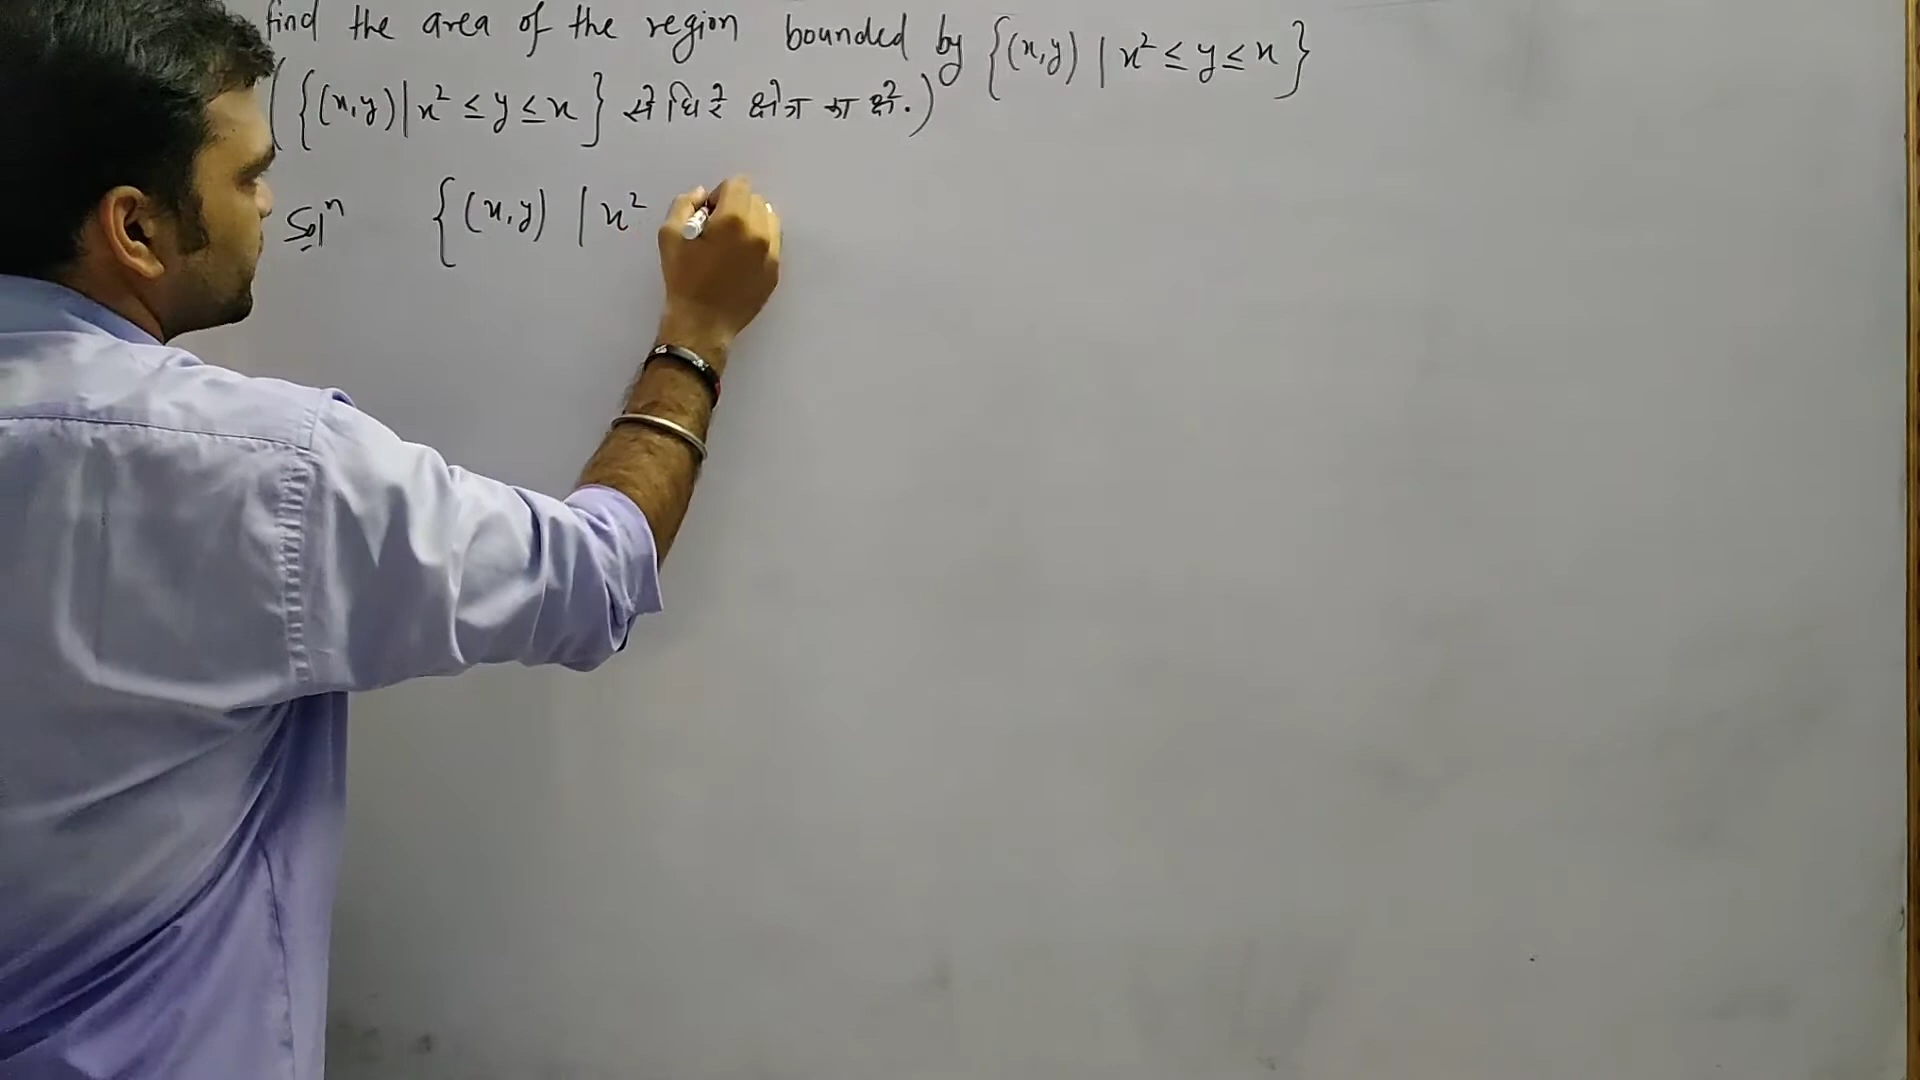 find the area of the region bounded by {(x,y) | x² ≤ y ≤ x}
({(x,y) | x² ≤ y ≤ x} से घिरे क्षेत्र का क्षे.)
Solⁿ {(x,y) | x²